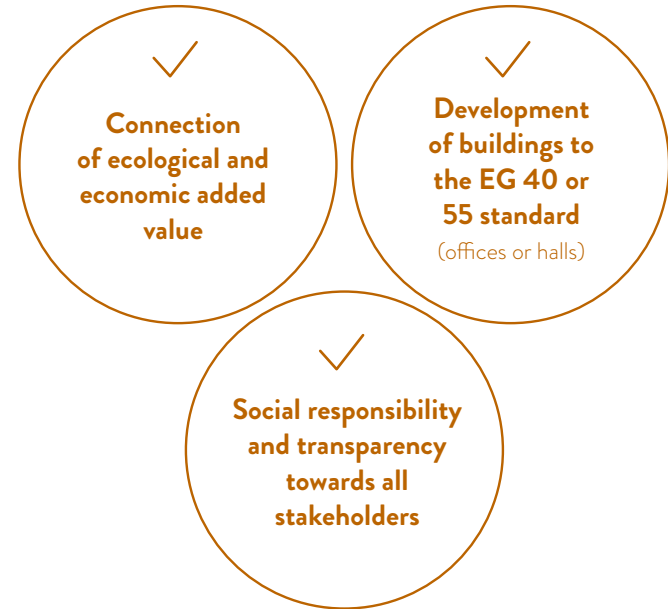 Connection
of ecological and
economic added
value
Development
of buildings to
the EG 40 or
55 standard
(offices or halls)
Social responsibility
and transparency
towards all
stakeholders